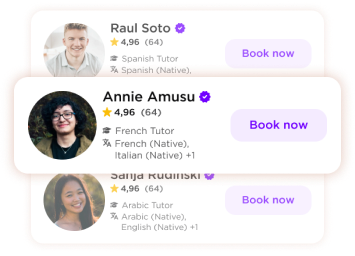 Raul Soto
4,96 (64)
Book now
Spanish Tutor
Spanish (Native),
Annie Amusu
4,96 (64)
Book now
French Tutor
French (Native),
Italian (Native) +1
Sanja Rudinski
4,96 (64)
Book now
Arabic Tutor
Arabic (Native),
English (Native) +1